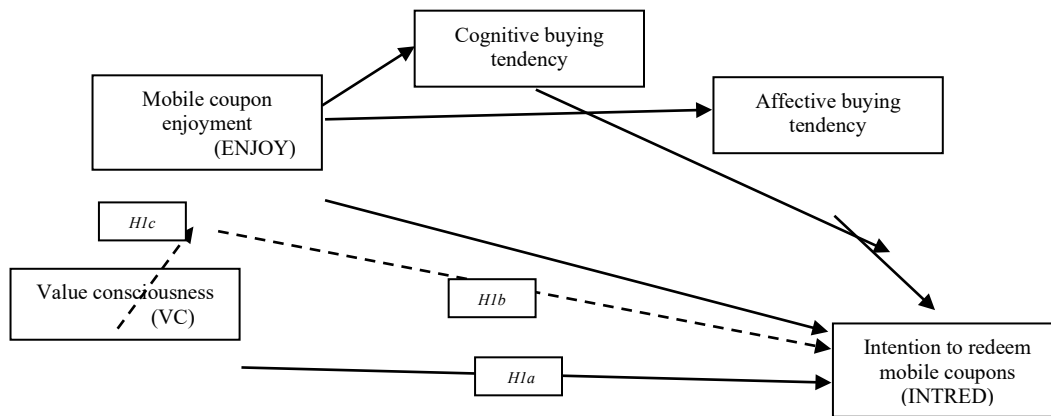 Cognitive buying
tendency
Mobile coupon
enjoyment
(ENJOY)
Affective buying
tendency
H1c
Value consciousness
(VC)
H1b
Intention to redeem
mobile coupons
(INTRED)
H1a